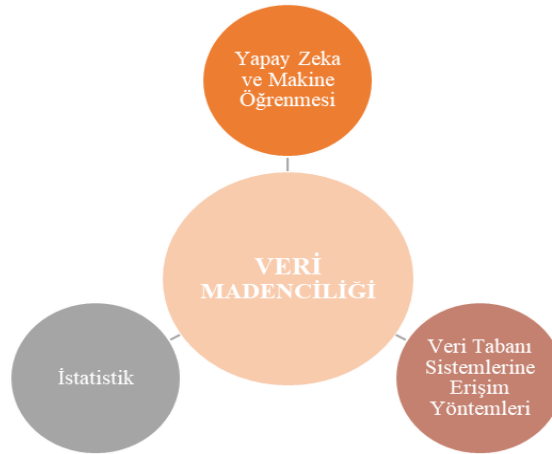 Yapay Zeka
ve Makine
Öğrenmesi
VERİ
MADENCİLİĞİ
İstatistik
Veri Tabanı
Sistemlerine
Erişim
Yöntemleri